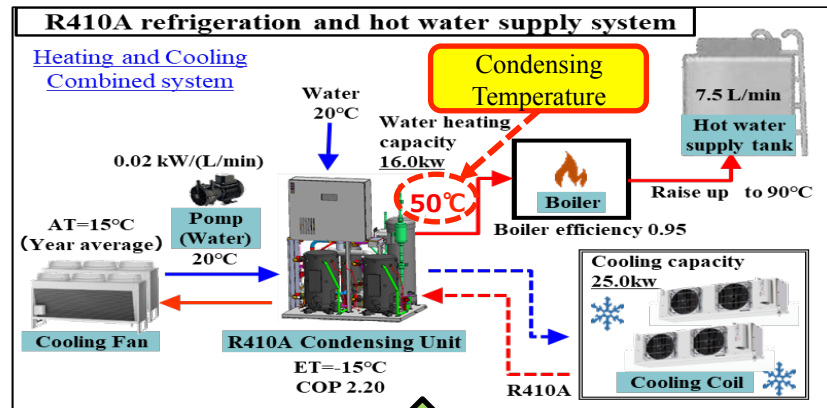 R410A refrigeration and hot water supply system
Heating and Cooling
Combined system
Water
20°C
Condensing
Temperature
Water heating
capacity
16.0kw
7.5 L/min
Hot water
supply tank
0.02 kW/(L/min)
Pomp
(Water)
20°C
50℃
Boiler
Raise up to 90°C
Boiler efficiency 0.95
AT=15°C
(Year average)
Cooling capacity
25.0kw
Cooling Fan
R410A Condensing Unit
ET=-15°C
COP 2.20
R410A
Cooling Coil